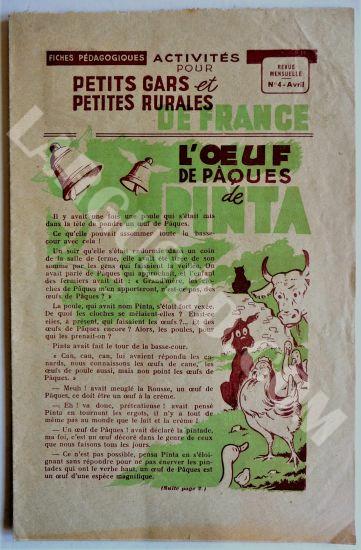 FICHES PÉDAGOGIQUES
ACTIVITÉS
POUR
PETITS GARS et
PETITES RURALES
DE FRANCE
REVUE
MENSUELLE
N°4 - Avril
L'ŒUF
DE PÂQUES
de
PINTA
Il y avait une fois une poule qui s'était mis
dans la tête de pondre un œuf de Pâques.
Ce qu'elle pouvait assommer toute la basse-
cour avec cela !
Un soir qu'elle s'était endormie dans un coin
de la salle de ferme, elle avait été tirée de son
somme par les gens qui faisaient la veillée. On
avait parlé de Pâques qui approchait, et l'enfant
des fermiers avait dit : « Grand'mère, les clo-
ches de Pâques m'en apporteront, n'est-ce pas, des
œufs de Pâques ? »
La poule, qui avait nom Pinta, s'était fort vexée.
De quoi les cloches se mêlaient-elles ? Était-ce
elles, à présent, qui faisaient les œufs ?... Et des
œufs de Pâques encore ? Alors, les poules, pour
qui les prenait-on ?
Pinta avait fait le tour de la basse-cour.
« Can, can, can, lui avaient répondu les ca-
nards, nous connaissons les œufs de cane, les
œufs de poule aussi, mais non point les œufs de
Pâques. »
— Meuh ! avait meuglé la Rousse, un œuf de
Pâques, ce doit être un œuf à la crème.
— Eh ! va donc, prétentieuse ! avait pensé
Pinta en tournant les ergots, il n'y a tout de
même pas au monde que le lait et la crème !
— Un œuf de Pâques ! avait déclaré la pintade,
ma foi, c'est un œuf décoré dans le genre de ceux
que nous faisons tous les jours.
— Ce n'est pas possible, pensa Pinta en s'éloi-
gnant sans répondre pour ne pas énerver les pin-
tades qui ont le verbe haut, un œuf de Pâques est
un œuf d'une espèce magnifique.
(Suite page 2.)